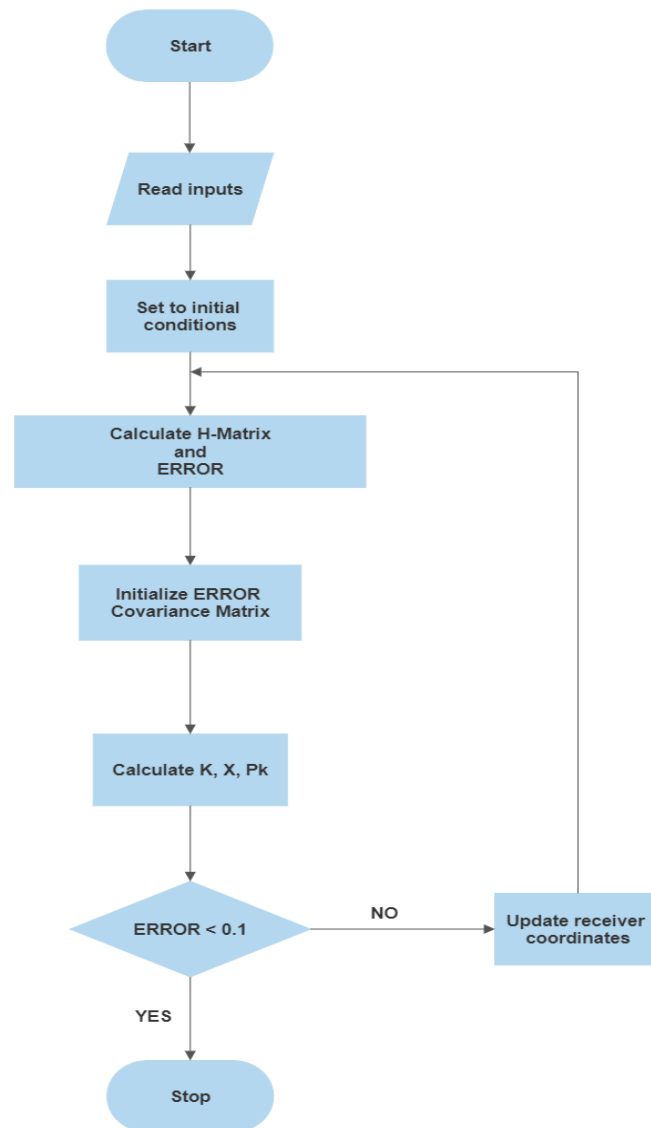 Start
Read inputs
Set to initial
conditions
Calculate H-Matrix
and
ERROR
Initialize ERROR
Covariance Matrix
Calculate K, X, Pk
ERROR < 0.1
NO
Update receiver
coordinates
YES
Stop